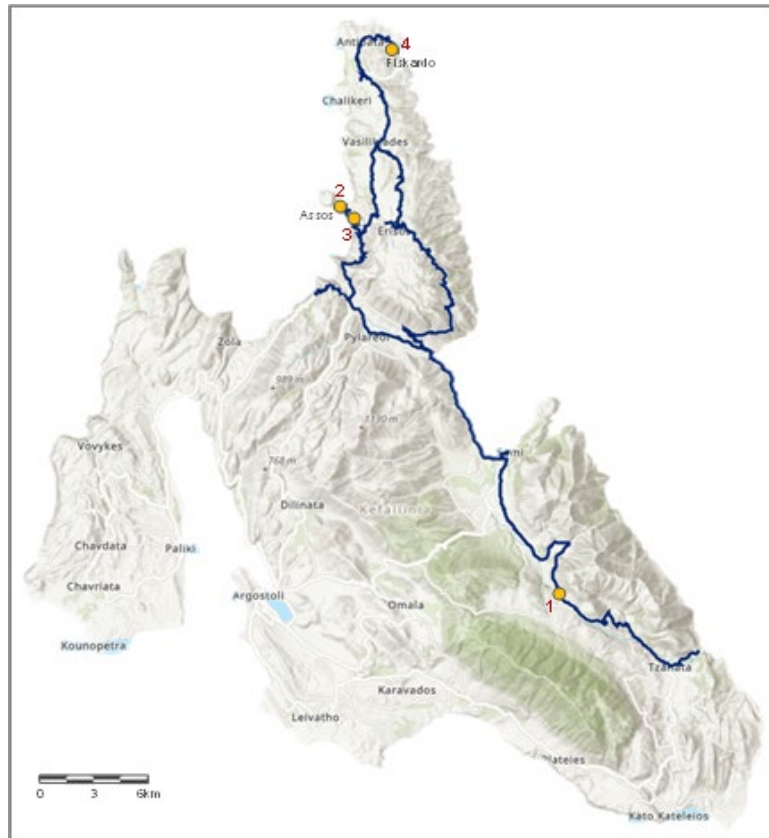 Antipata
4
Fiskardo
Chalikeri
Vasilikades
2
Assos
3
Erisos
Zola
Pylareoi
989 m
1130 m
Vovykes
768 m
Sami
Dilinata
Kefallinia
Chavdata
Paliki
Chavriata
Argostoli
1
Omala
Kounopetra
Tzanata
Karavados
Leivatho
Plateies
0 3 6km
Kato Kateleios